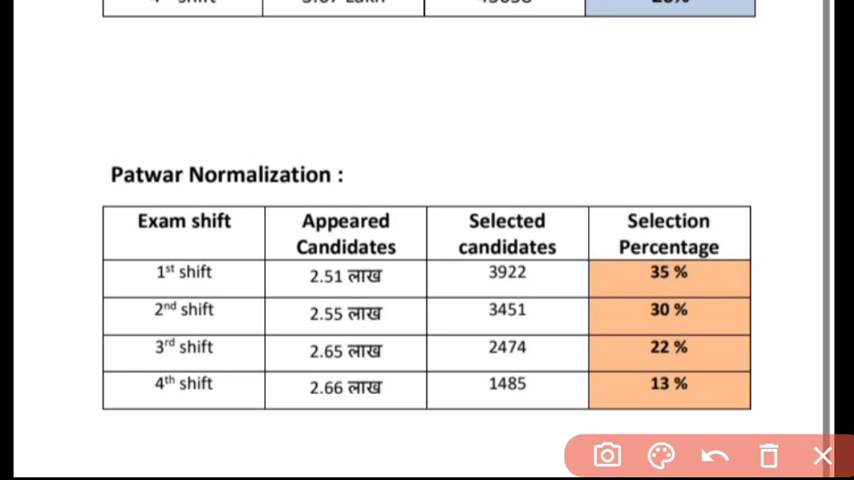 Patwar Normalization :
Exam shift Appeared Candidates Selected candidates Selection Percentage
1st shift 2.51 लाख 3922 35 %
2nd shift 2.55 लाख 3451 30 %
3rd shift 2.65 लाख 2474 22 %
4th shift 2.66 लाख 1485 13 %